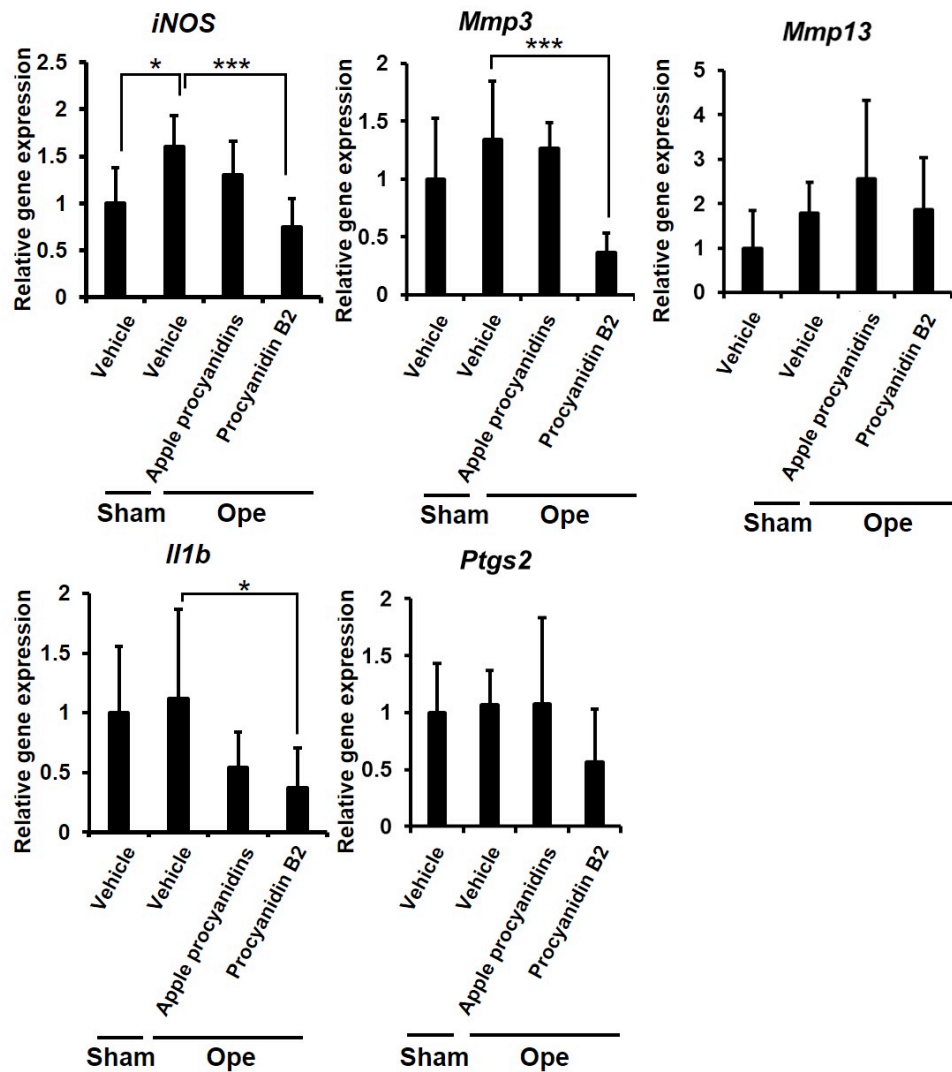 iNOS
Relative gene expression
2.5
2
1.5
1
0.5
0
*
***
Vehicle
Vehicle
Apple procyanidins
Procyanidin B2
Sham
Ope
Mmp3
Relative gene expression
2
1.5
1
0.5
0
***
Vehicle
Vehicle
Apple procyanidins
Procyanidin B2
Sham
Ope
Mmp13
Relative gene expression
5
4
3
2
1
0
Vehicle
Vehicle
Apple procyanidins
Procyanidin B2
Sham
Ope
Il1b
Relative gene expression
2
1.5
1
0.5
0
*
Vehicle
Vehicle
Apple procyanidins
Procyanidin B2
Sham
Ope
Ptgs2
Relative gene expression
2
1.5
1
0.5
0
Vehicle
Vehicle
Apple procyanidins
Procyanidin B2
Sham
Ope